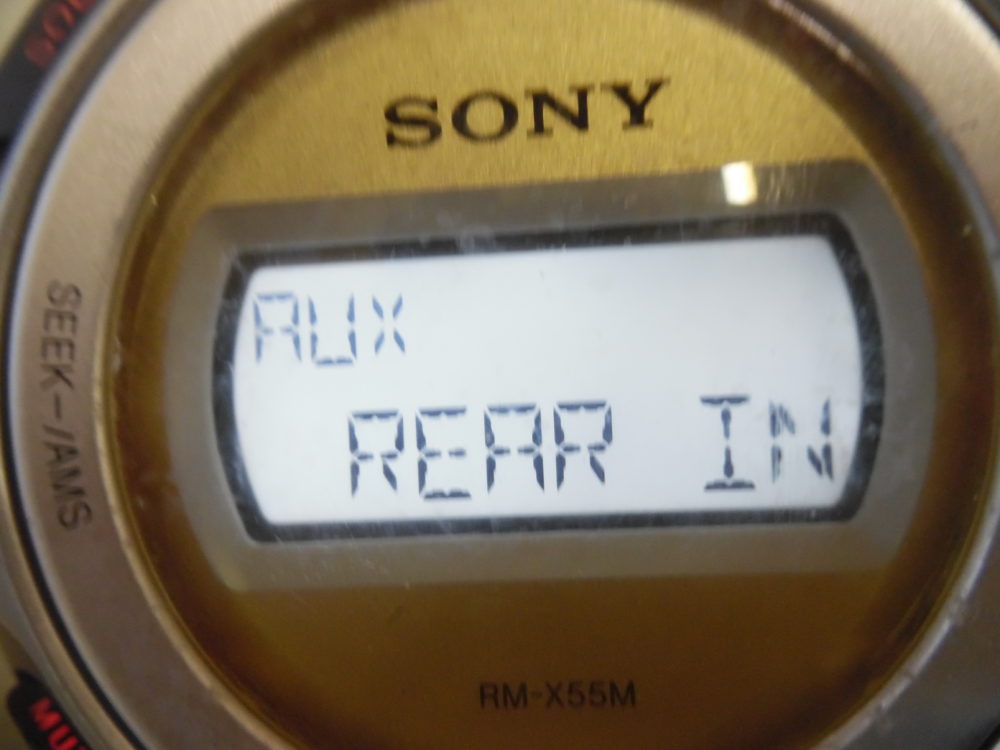 SONY
SEEK-/AMS
AUX
REAR IN
RM-X55M